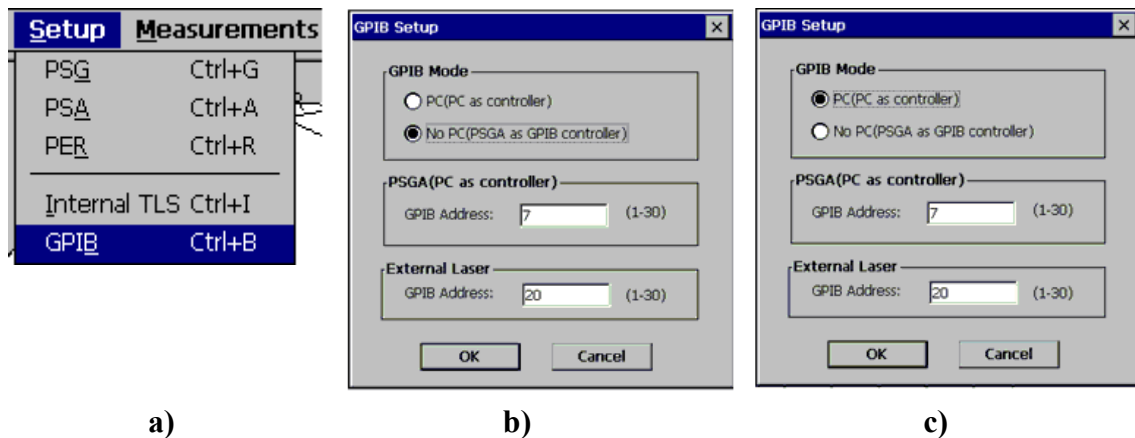 Setup Measurements
PSG Ctrl+G
PSA Ctrl+A
PER Ctrl+R
Internal TLS Ctrl+I
GPIB Ctrl+B
a)
GPIB Setup
GPIB Mode
PC(PC as controller)
No PC(PSGA as GPIB controller)
PSGA(PC as controller)
GPIB Address: 7 (1-30)
External Laser
GPIB Address: 20 (1-30)
OK Cancel
b)
GPIB Setup
GPIB Mode
PC(PC as controller)
No PC(PSGA as GPIB controller)
PSGA(PC as controller)
GPIB Address: 7 (1-30)
External Laser
GPIB Address: 20 (1-30)
OK Cancel
c)